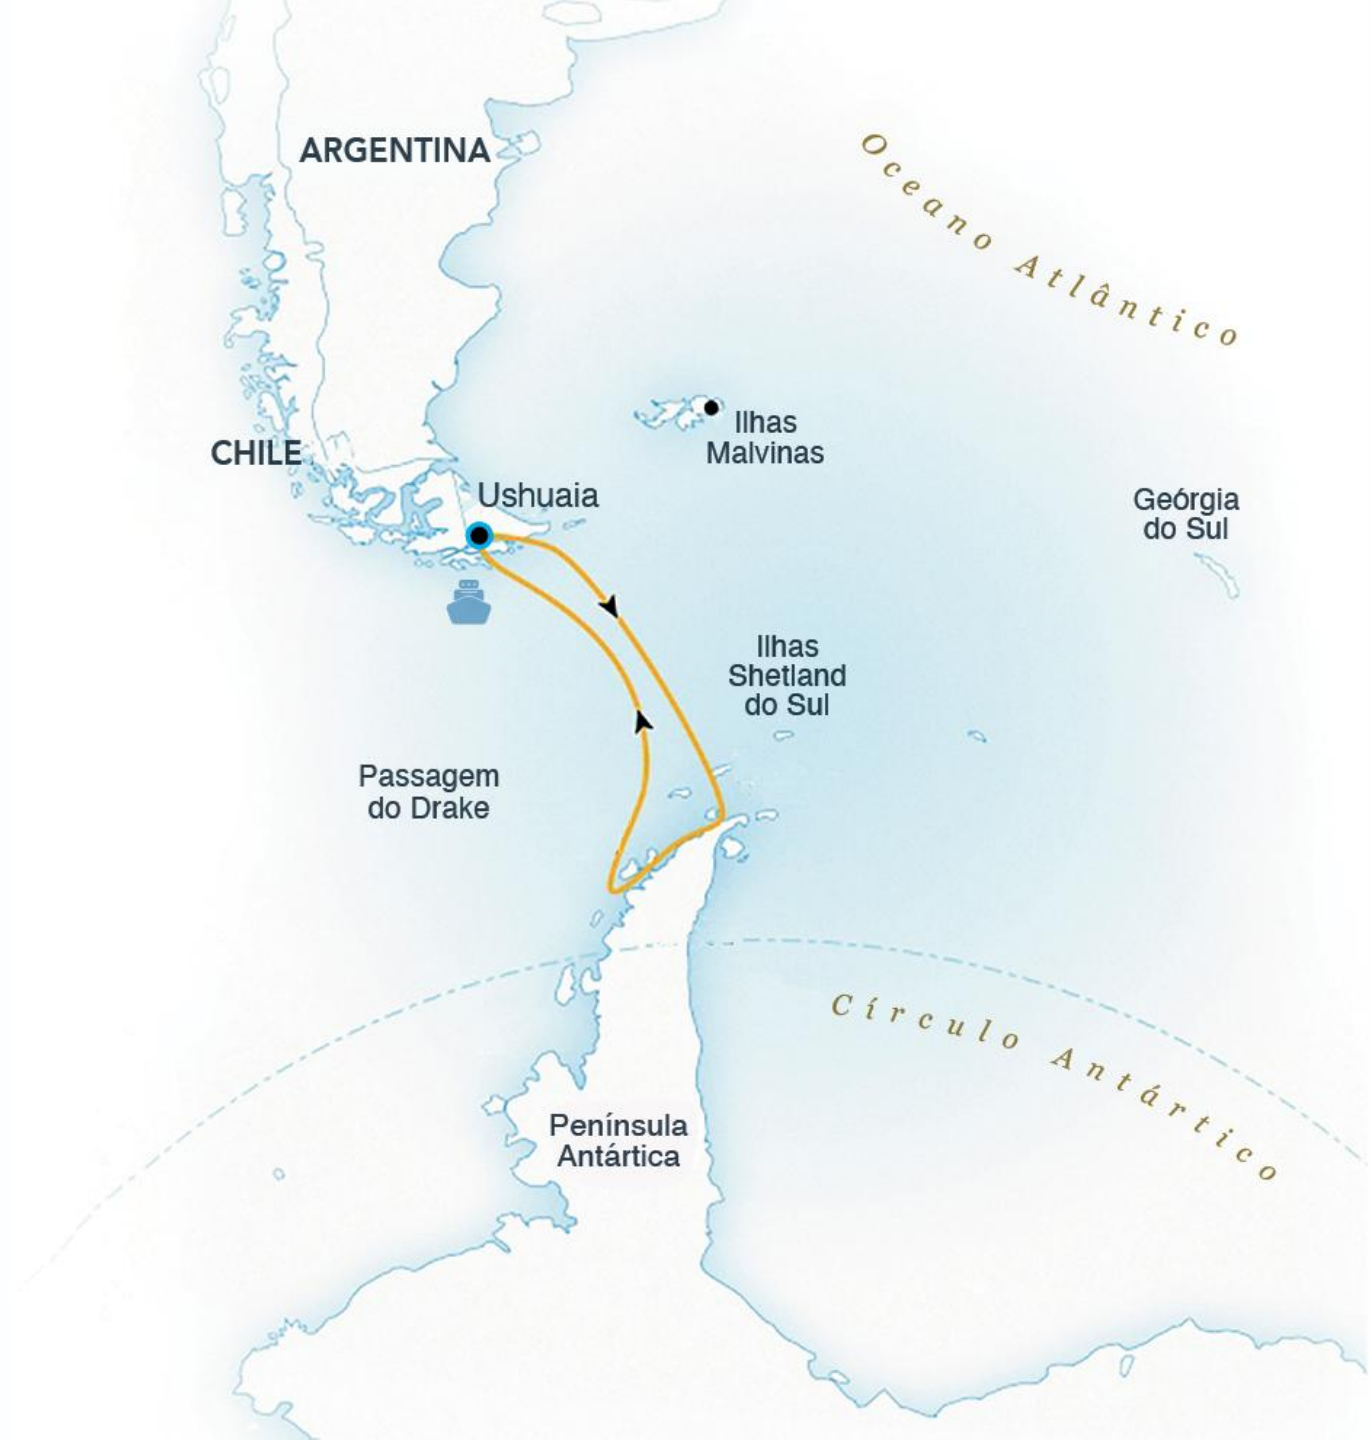 ARGENTINA
Oceano Atlântico
Ilhas
Malvinas
CHILE
Ushuaia
Geórgia
do Sul
Ilhas
Shetland
do Sul
Passagem
do Drake
Círculo Antártico
Península
Antártica